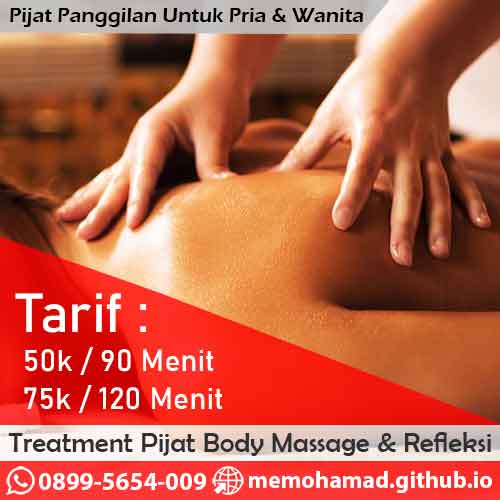 Pijat Panggilan Untuk Pria & Wanita
Tarif :
50k / 90 Menit
75k / 120 Menit
Treatment Pijat Body Massage & Refleksi
0899-5654-009 memohamad.github.io